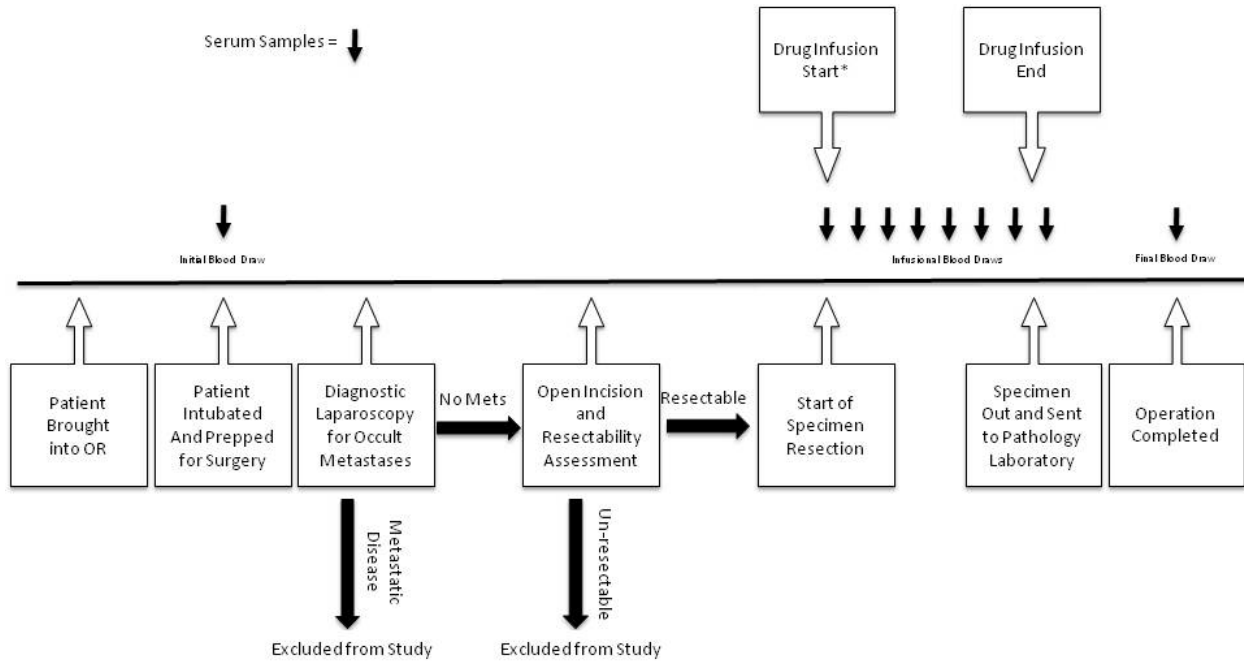 Serum Samples =
Drug Infusion
Start*
Drug Infusion
End
Initial Blood Draw
Infusional Blood Draws
Final Blood Draw
Patient
Brought
into OR
Patient
Intubated
And Prepped
for Surgery
Diagnostic
Laparoscopy
for Occult
Metastases
No Mets
Open Incision
and
Resectability
Assessment
Resectable
Start of
Specimen
Resection
Specimen
Out and Sent
to Pathology
Laboratory
Operation
Completed
Metastatic
Disease
Un-resectable
Excluded from Study
Excluded from Study